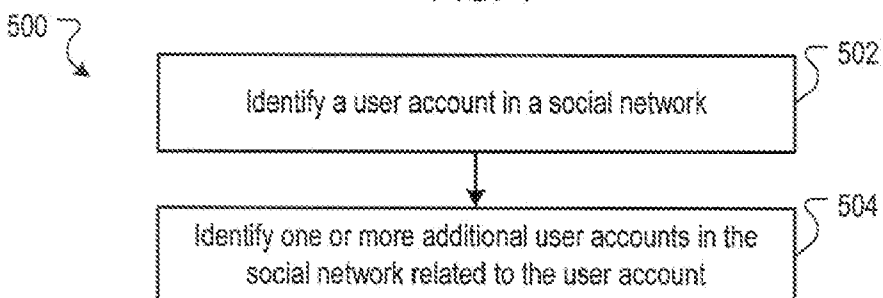 500
502
Identify a user account in a social network
504
Identify one or more additional user accounts in the
social network related to the user account